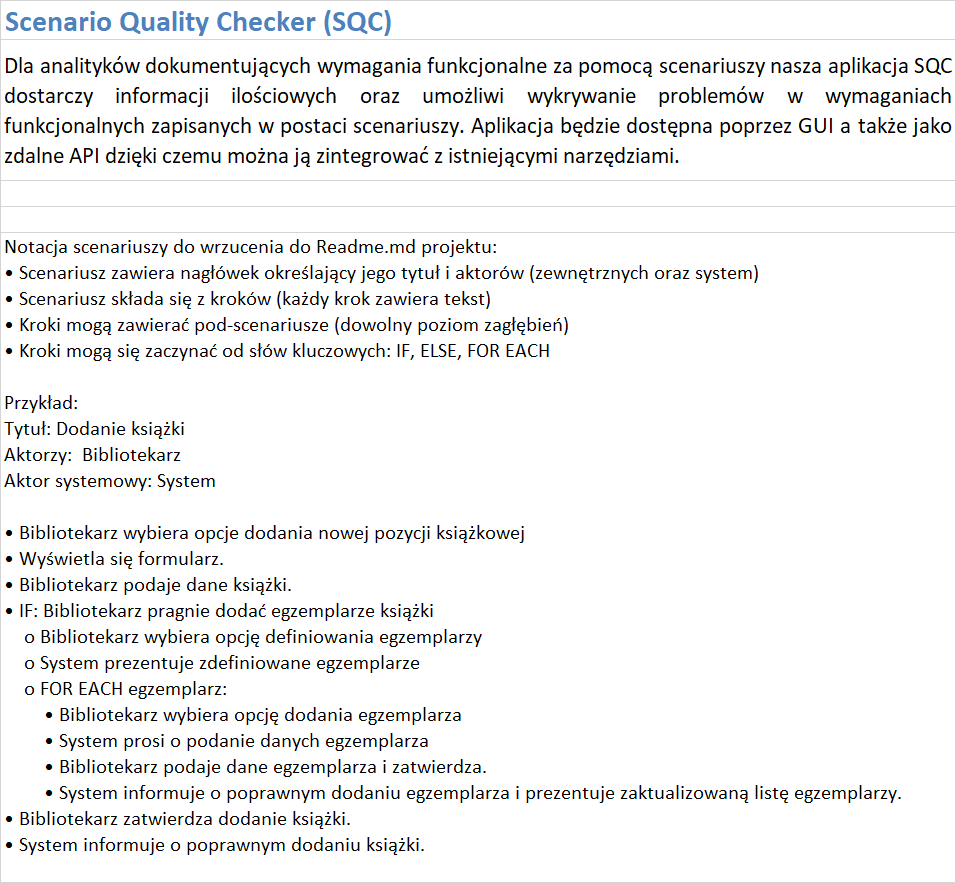 Scenario Quality Checker (SQC)
Dla analityków dokumentujących wymagania funkcjonalne za pomocą scenariuszy nasza aplikacja SQC
dostarczy informacji ilościowych oraz umożliwi wykrywanie problemów w wymaganiach
funkcjonalnych zapisanych w postaci scenariuszy. Aplikacja będzie dostępna poprzez GUI a także jako
zdalne API dzięki czemu można ją zintegrować z istniejącymi narzędziami.
Notacja scenariuszy do wrzucenia do Readme.md projektu:
• Scenariusz zawiera nagłówek określający jego tytuł i aktorów (zewnętrznych oraz system)
• Scenariusz składa się z kroków (każdy krok zawiera tekst)
• Kroki mogą zawierać pod-scenariusze (dowolny poziom zagłębień)
• Kroki mogą się zaczynać od słów kluczowych: IF, ELSE, FOR EACH
Przykład:
Tytuł: Dodanie książki
Aktorzy:  Bibliotekarz
Aktor systemowy: System
• Bibliotekarz wybiera opcje dodania nowej pozycji książkowej
• Wyświetla się formularz.
• Bibliotekarz podaje dane książki.
• IF: Bibliotekarz pragnie dodać egzemplarze książki
o Bibliotekarz wybiera opcję definiowania egzemplarzy
o System prezentuje zdefiniowane egzemplarze
o FOR EACH egzemplarz:
• Bibliotekarz wybiera opcję dodania egzemplarza
• System prosi o podanie danych egzemplarza
• Bibliotekarz podaje dane egzemplarza i zatwierdza.
• System informuje o poprawnym dodaniu egzemplarza i prezentuje zaktualizowaną listę egzemplarzy.
• Bibliotekarz zatwierdza dodanie książki.
• System informuje o poprawnym dodaniu książki.